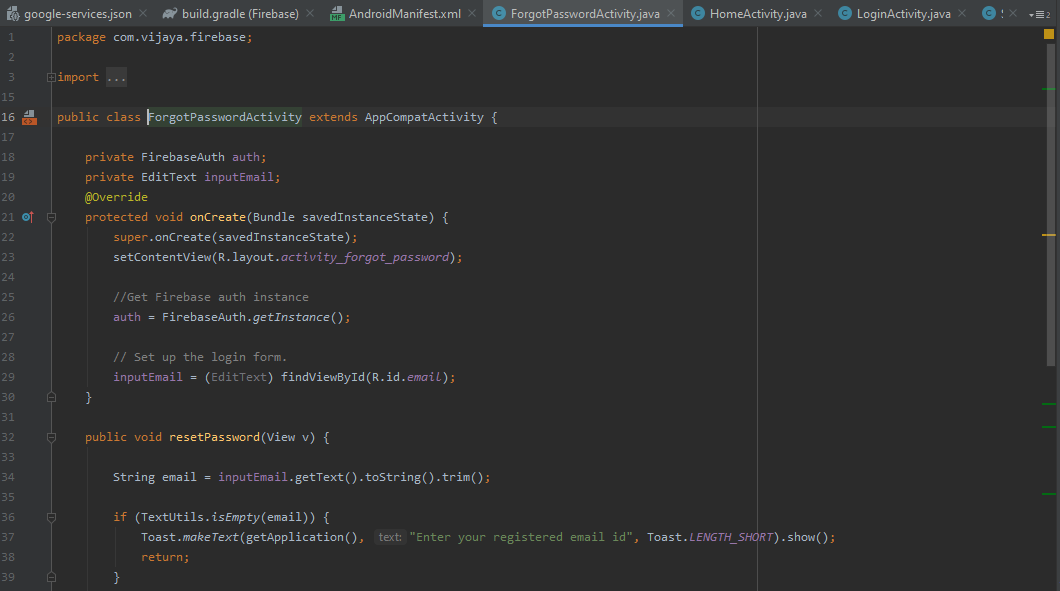 google-services.json build.gradle (Firebase) AndroidManifest.xml ForgotPasswordActivity.java HomeActivity.java LoginActivity.java
1 package com.vijaya.firebase;
2
3 import ...
15
16 public class ForgotPasswordActivity extends AppCompatActivity {
17
18 private FirebaseAuth auth;
19 private EditText inputEmail;
20 @Override
21 protected void onCreate(Bundle savedInstanceState) {
22 super.onCreate(savedInstanceState);
23 setContentView(R.layout.activity_forgot_password);
24
25 //Get Firebase auth instance
26 auth = FirebaseAuth.getInstance();
27
28 // Set up the login form.
29 inputEmail = (EditText) findViewById(R.id.email);
30 }
31
32 public void resetPassword(View v) {
33
34 String email = inputEmail.getText().toString().trim();
35
36 if (TextUtils.isEmpty(email)) {
37 Toast.makeText(getApplication(), text: "Enter your registered email id", Toast.LENGTH_SHORT).show();
38 return;
39 }